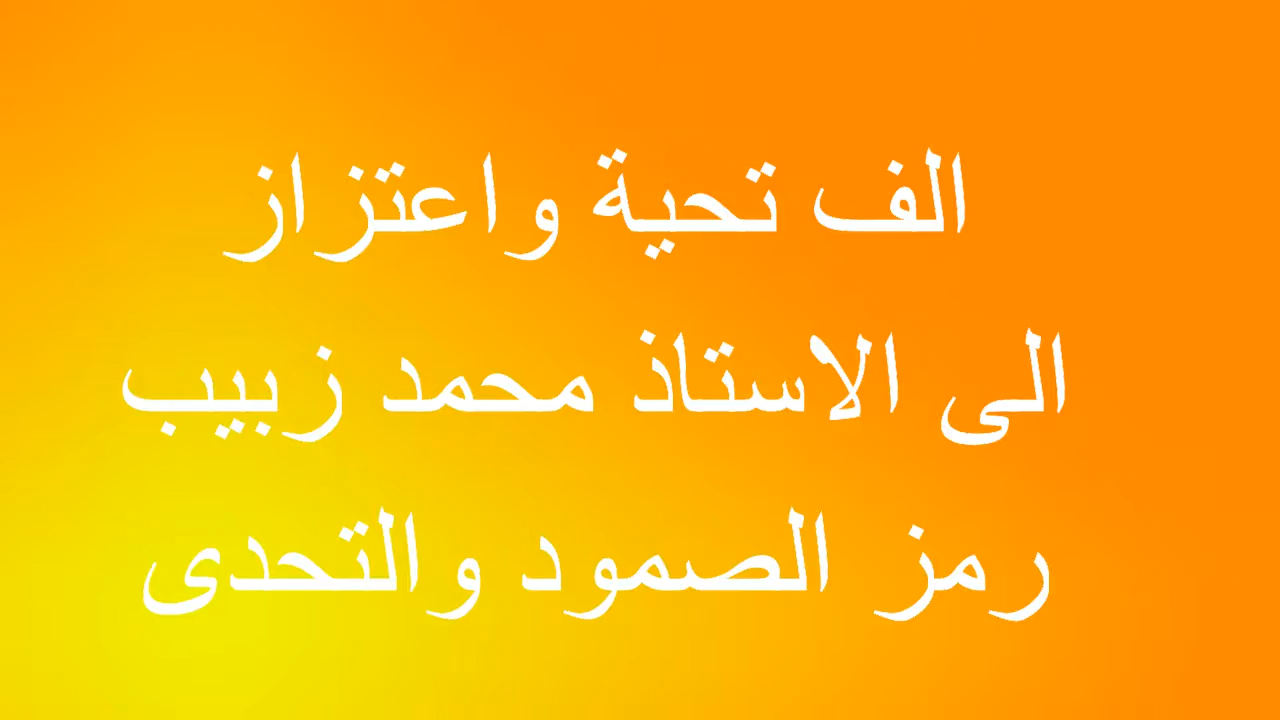 الف تحية واعتزاز
الى الاستاذ محمد زبيب
رمز الصمود والتحدى